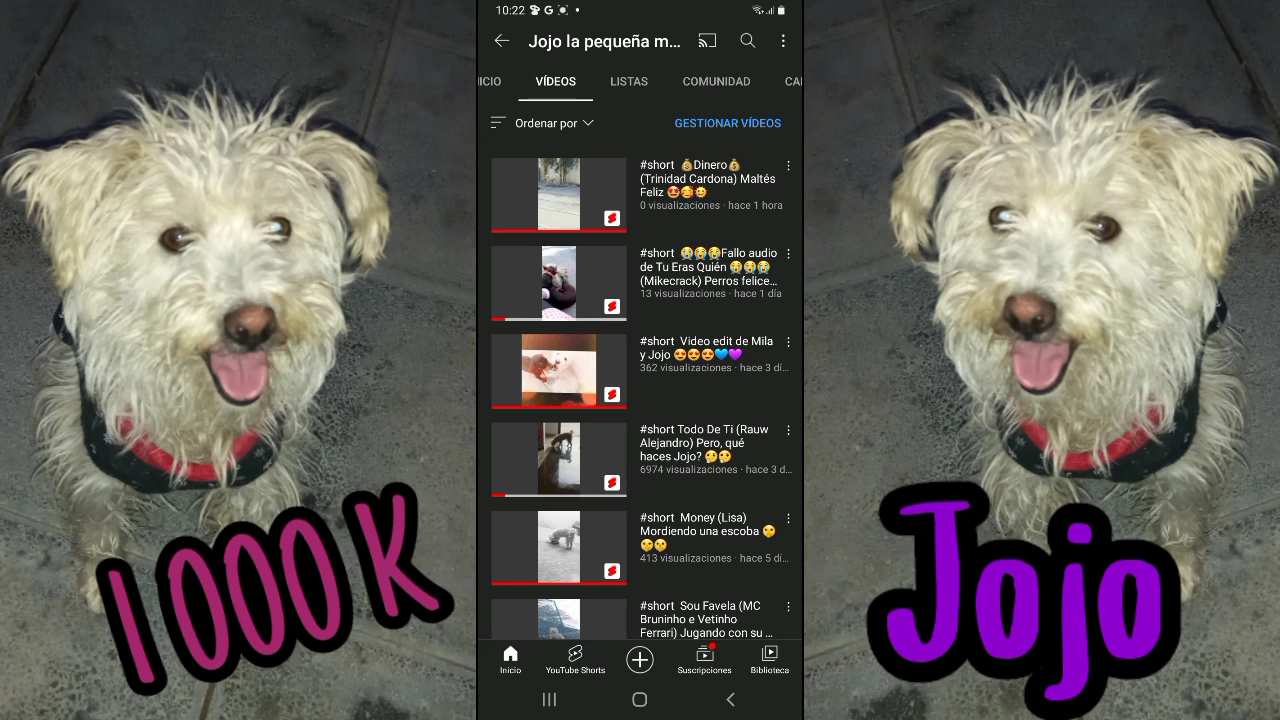 10:22
Jojo la pequeña m...
ICIO VÍDEOS LISTAS COMUNIDAD CA
Ordenar por GESTIONAR VÍDEOS
#short 💰Dinero💰
(Trinidad Cardona) Maltés
Feliz 😍🥰😆
0 visualizaciones · hace 1 hora
#short 😭😭😭Fallo audio
de Tu Eras Quién 😭😭😭
(Mikecrack) Perros felice...
13 visualizaciones · hace 1 día
#short Video edit de Mila
y Jojo 😍😍😍💙💜
362 visualizaciones · hace 3 dí...
#short Todo De Ti (Rauw
Alejandro) Pero, qué
haces Jojo? 🤔🤔
6974 visualizaciones · hace 3 d...
#short Money (Lisa)
Mordiendo una escoba 🤫
🤫🤫
413 visualizaciones · hace 5 dí...
#short Sou Favela (MC
Bruninho e Vetinho
Ferrari) Jugando con su ...
Inicio YouTube Shorts Suscripciones Biblioteca
1000 K
Jojo